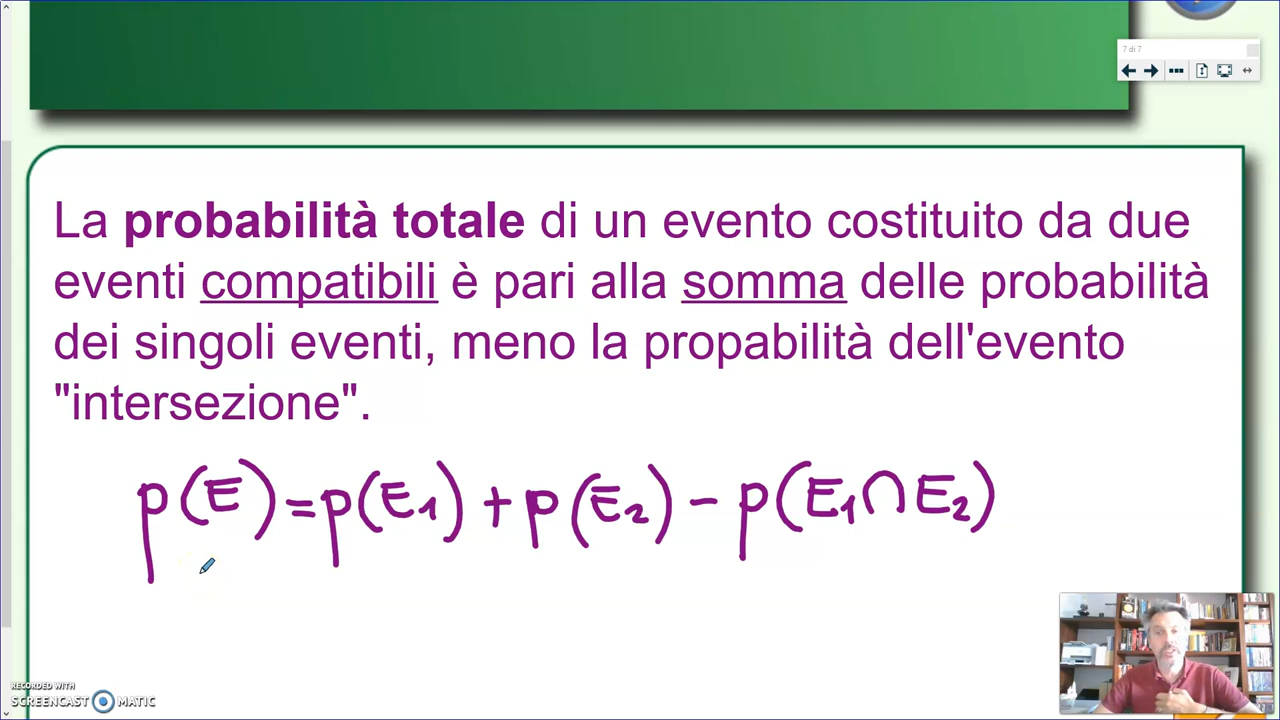 7 di 7
La probabilità totale di un evento costituito da due
eventi compatibili è pari alla somma delle probabilità
dei singoli eventi, meno la propabilità dell'evento
"intersezione".
p(E)=p(E1)+p(E2)-p(E1∩E2)
RECORDED WITH
SCREENCAST MATIC